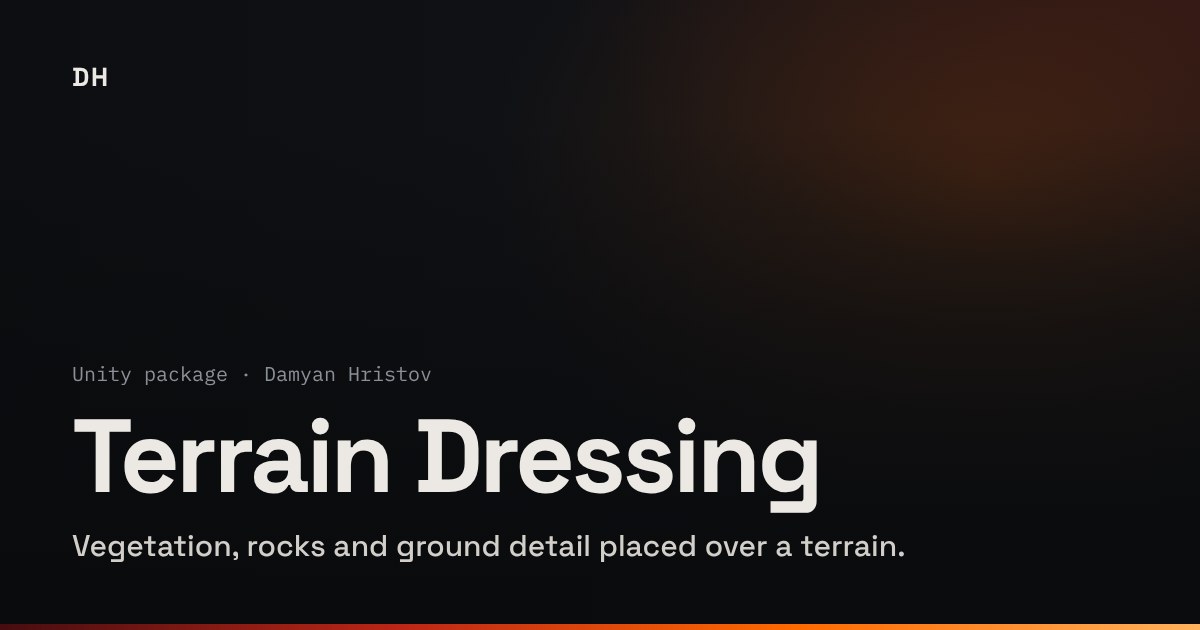 DH
Unity package · Damyan Hristov
Terrain Dressing
Vegetation, rocks and ground detail placed over a terrain.